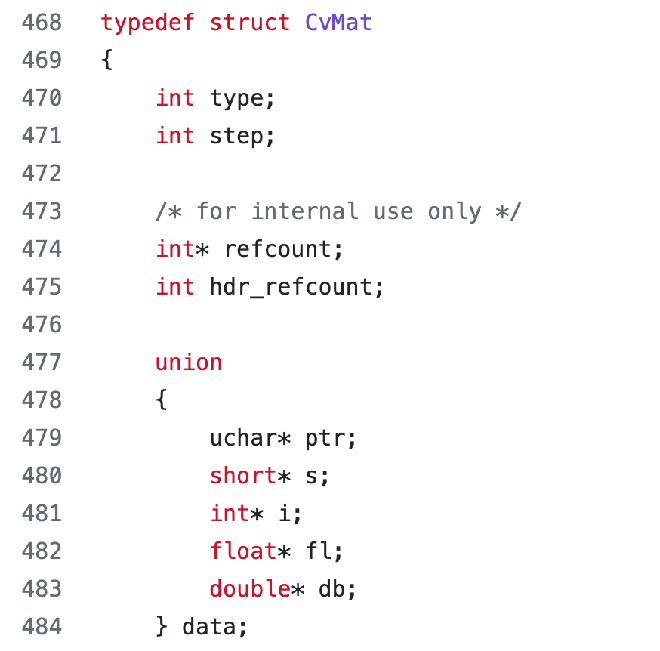 468 typedef struct CvMat
469 {
470     int type;
471     int step;
472
473     /* for internal use only */
474     int* refcount;
475     int hdr_refcount;
476
477     union
478     {
479         uchar* ptr;
480         short* s;
481         int* i;
482         float* fl;
483         double* db;
484     } data;